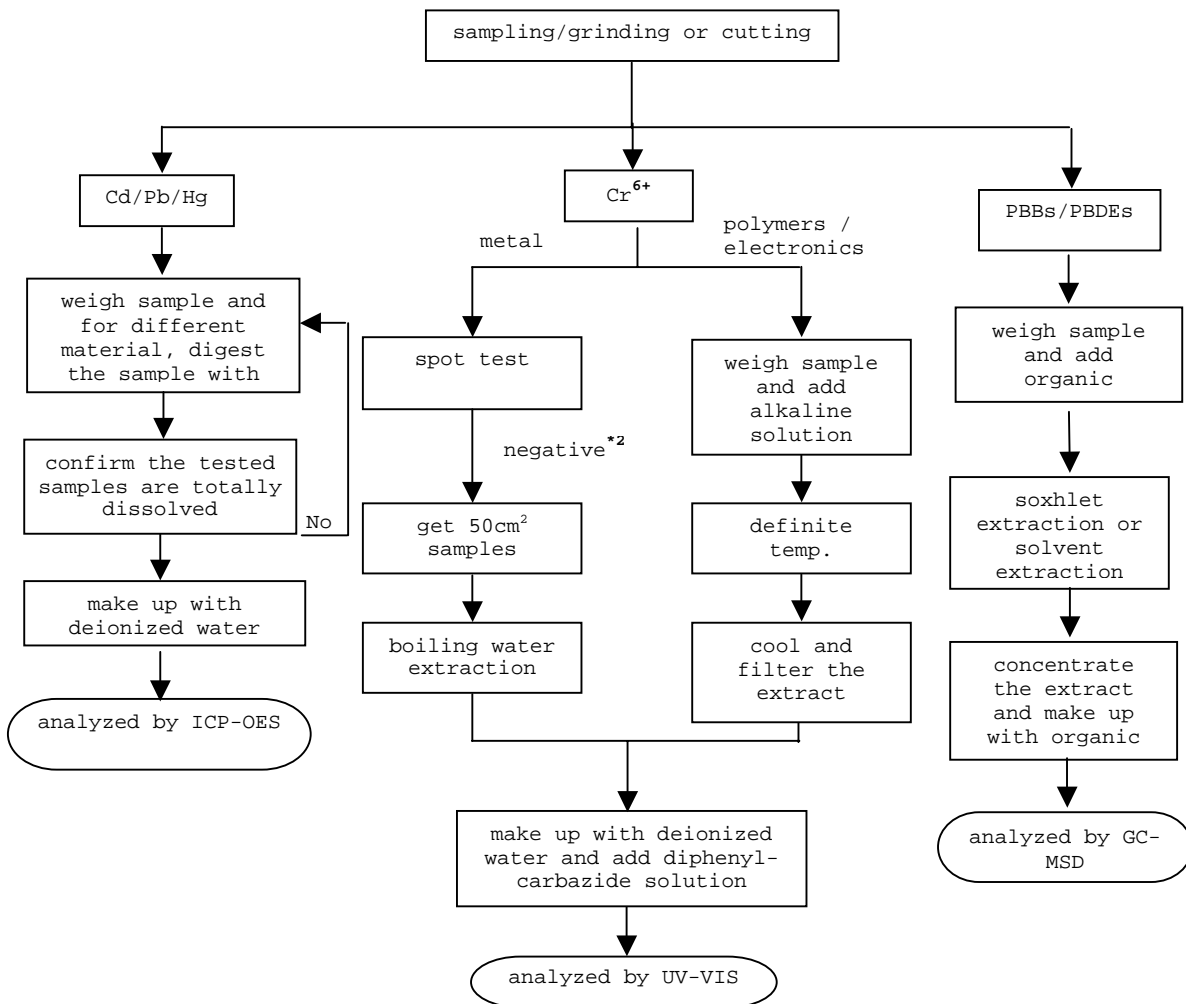 sampling/grinding or cutting
Cd/Pb/Hg
weigh sample and
for different
material, digest
the sample with
confirm the tested
samples are totally
dissolved
No
make up with
deionized water
analyzed by ICP-OES
Cr6+
metal
spot test
negative*2
get 50cm2
samples
boiling water
extraction
polymers /
electronics
weigh sample
and add
alkaline
solution
definite
temp.
cool and
filter the
extract
make up with deionized
water and add diphenyl-
carbazide solution
analyzed by UV-VIS
PBBs/PBDEs
weigh sample
and add
organic
soxhlet
extraction or
solvent
extraction
concentrate
the extract
and make up
with organic
analyzed by GC-
MSD